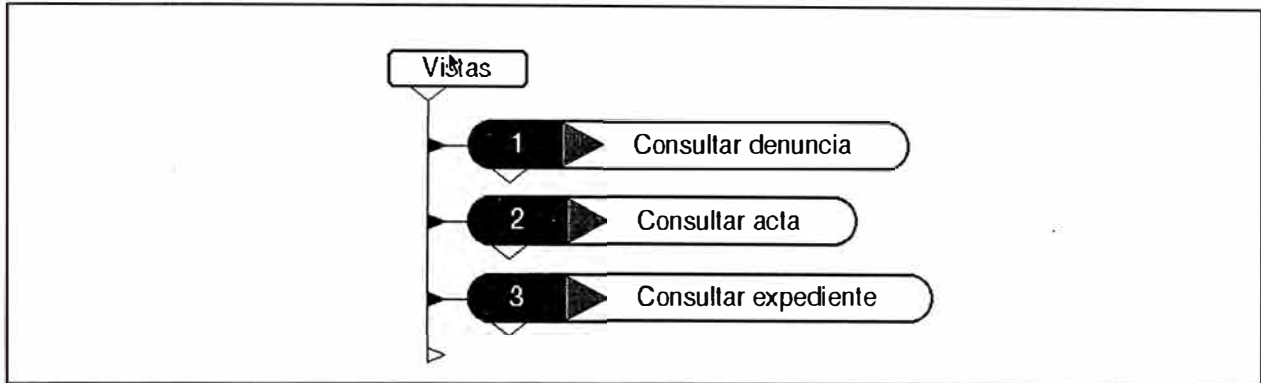 Vistas
1 Consultar denuncia
2 Consultar acta
3 Consultar expediente